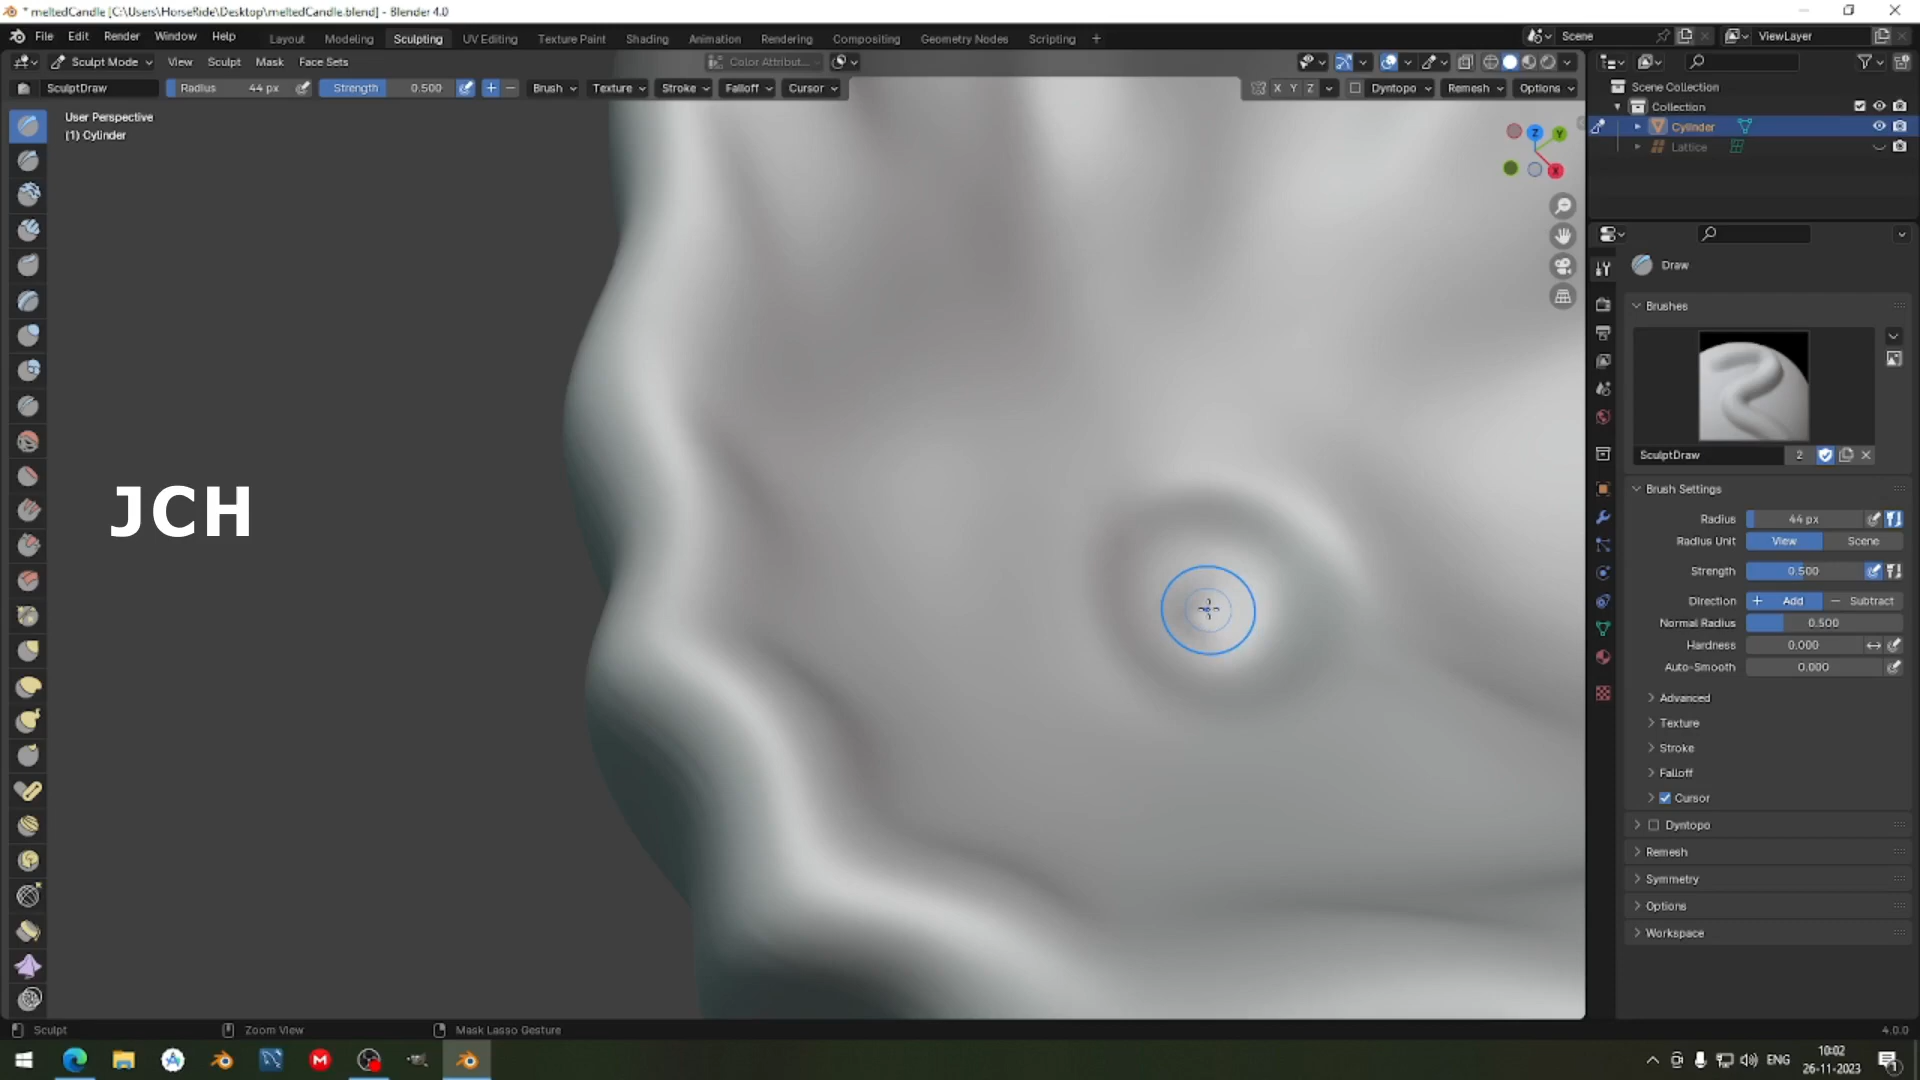 * meltedCandle [C:\Users\HorseRide\Desktop\meltedCandle.blend] - Blender 4.0
File Edit Render Window Help Layout Modeling Sculpting UV Editing Texture Paint Shading Animation Rendering Compositing Geometry Nodes Scripting + Scene ViewLayer
Sculpt Mode View Sculpt Mask Face Sets Color Attribut...
SculptDraw Radius 44 px Strength 0.500 Brush Texture Stroke Falloff Cursor X Y Z Dyntopo Remesh Options
Scene Collection
Collection
Cylinder
Lattice
User Perspective
(1) Cylinder
Z Y
X
Draw
Brushes
SculptDraw 2
Brush Settings
Radius 44 px
Radius Unit View Scene
Strength 0.500
Direction + Add − Subtract
Normal Radius 0.500
Hardness 0.000
Auto-Smooth 0.000
Advanced
Texture
Stroke
Falloff
Cursor
Dyntopo
Remesh
Symmetry
Options
Workspace
JCH
Sculpt Zoom View Mask Lasso Gesture 4.0.0
ENG 10:02
26-11-2023 1